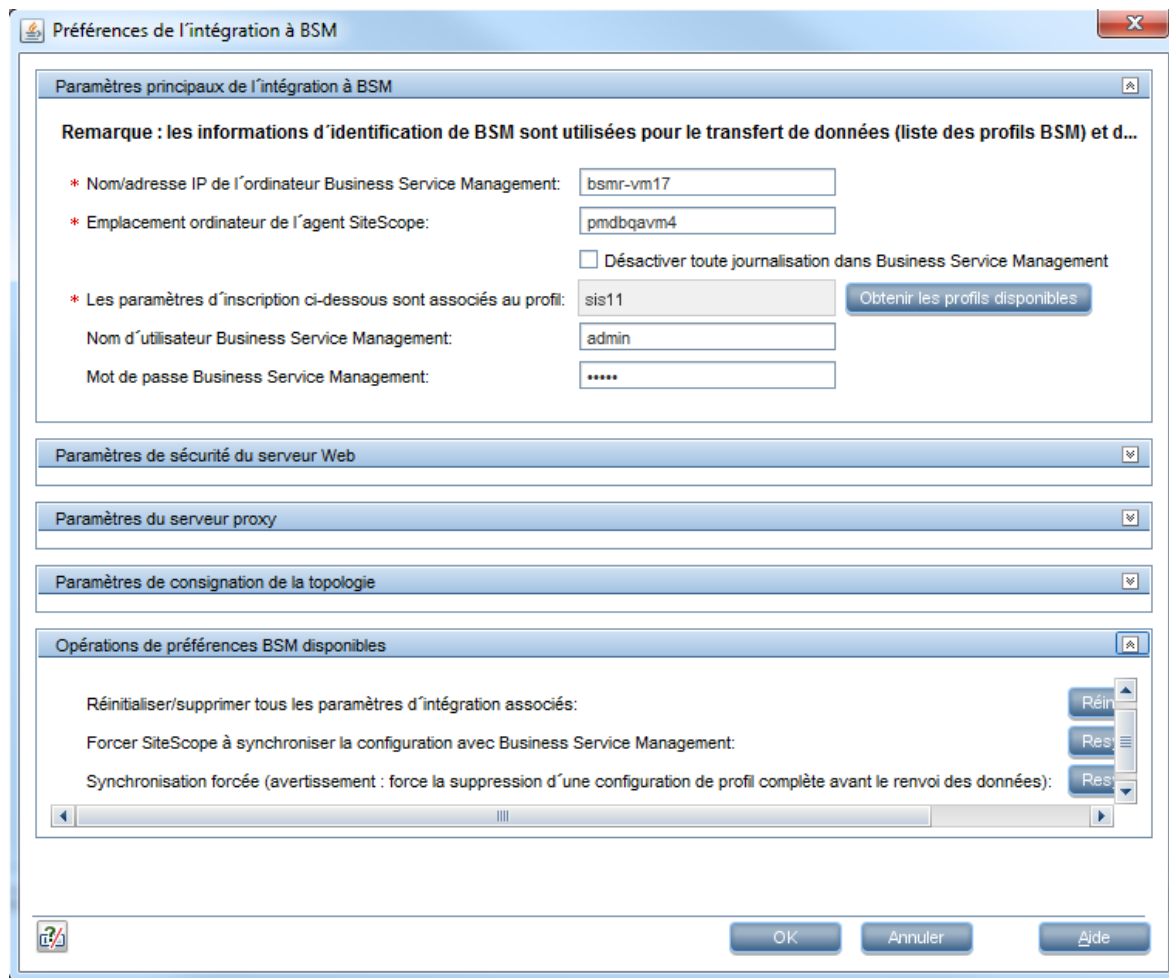 Préférences de l´intégration à BSM
Paramètres principaux de l´intégration à BSM
Remarque : les informations d´identification de BSM sont utilisées pour le transfert de données (liste des profils BSM) et d...
* Nom/adresse IP de l´ordinateur Business Service Management: bsmr-vm17
* Emplacement ordinateur de l´agent SiteScope: pmdbqavm4
Désactiver toute journalisation dans Business Service Management
* Les paramètres d´inscription ci-dessous sont associés au profil: sis11 Obtenir les profils disponibles
Nom d´utilisateur Business Service Management: admin
Mot de passe Business Service Management: •••••
Paramètres de sécurité du serveur Web
Paramètres du serveur proxy
Paramètres de consignation de la topologie
Opérations de préférences BSM disponibles
Réinitialiser/supprimer tous les paramètres d´intégration associés: Réin
Forcer SiteScope à synchroniser la configuration avec Business Service Management: Res
Synchronisation forcée (avertissement : force la suppression d´une configuration de profil complète avant le renvoi des données): Res
OK Annuler Aide